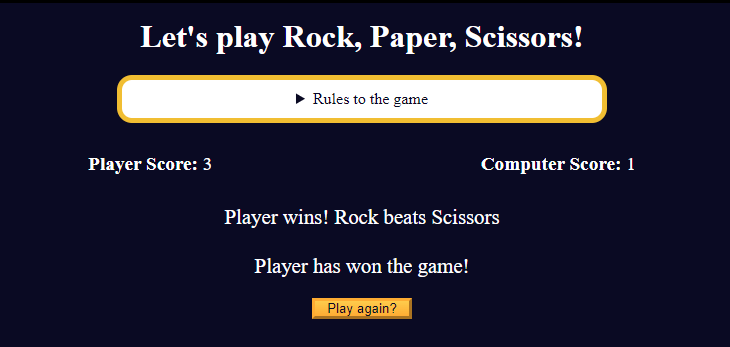 Let's play Rock, Paper, Scissors!
▶ Rules to the game
Player Score: 3 Computer Score: 1
Player wins! Rock beats Scissors
Player has won the game!
Play again?